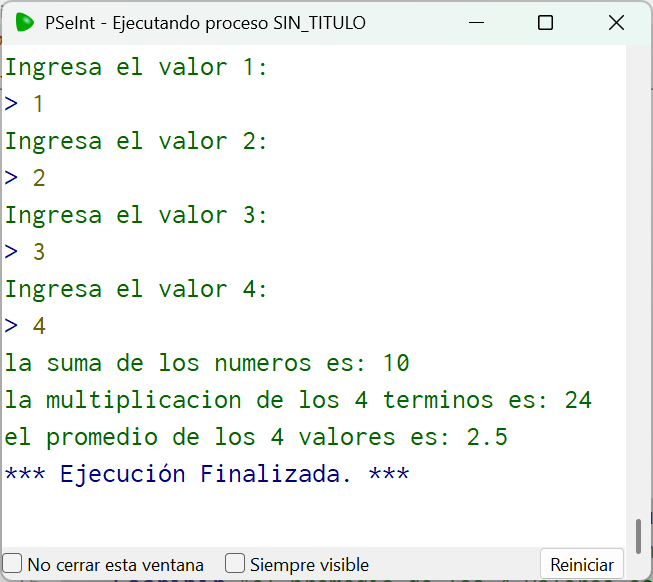 PSeInt - Ejecutando proceso SIN_TITULO
Ingresa el valor 1:
> 1
Ingresa el valor 2:
> 2
Ingresa el valor 3:
> 3
Ingresa el valor 4:
> 4
la suma de los numeros es: 10
la multiplicacion de los 4 terminos es: 24
el promedio de los 4 valores es: 2.5
*** Ejecución Finalizada. ***
No cerrar esta ventana Siempre visible Reiniciar